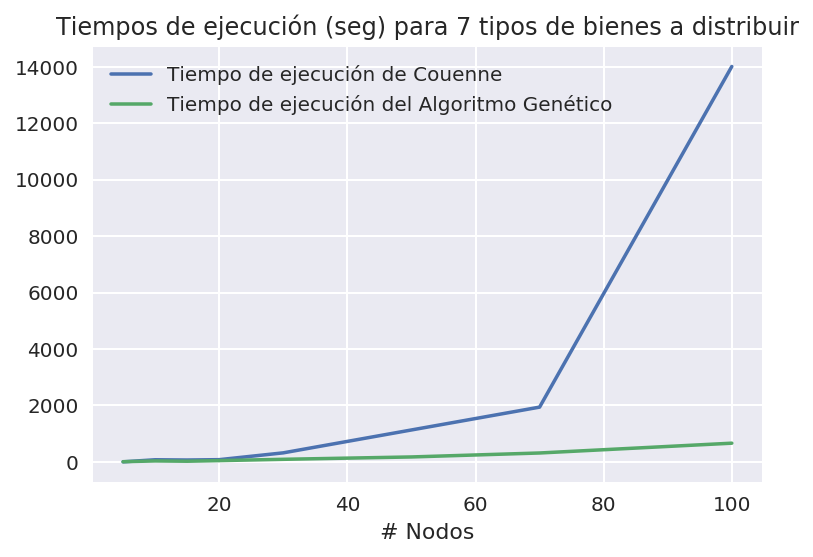 Tiempos de ejecución (seg) para 7 tipos de bienes a distribuir
Tiempo de ejecución de Couenne
Tiempo de ejecución del Algoritmo Genético
14000
12000
10000
8000
6000
4000
2000
0
20 40 60 80 100
# Nodos